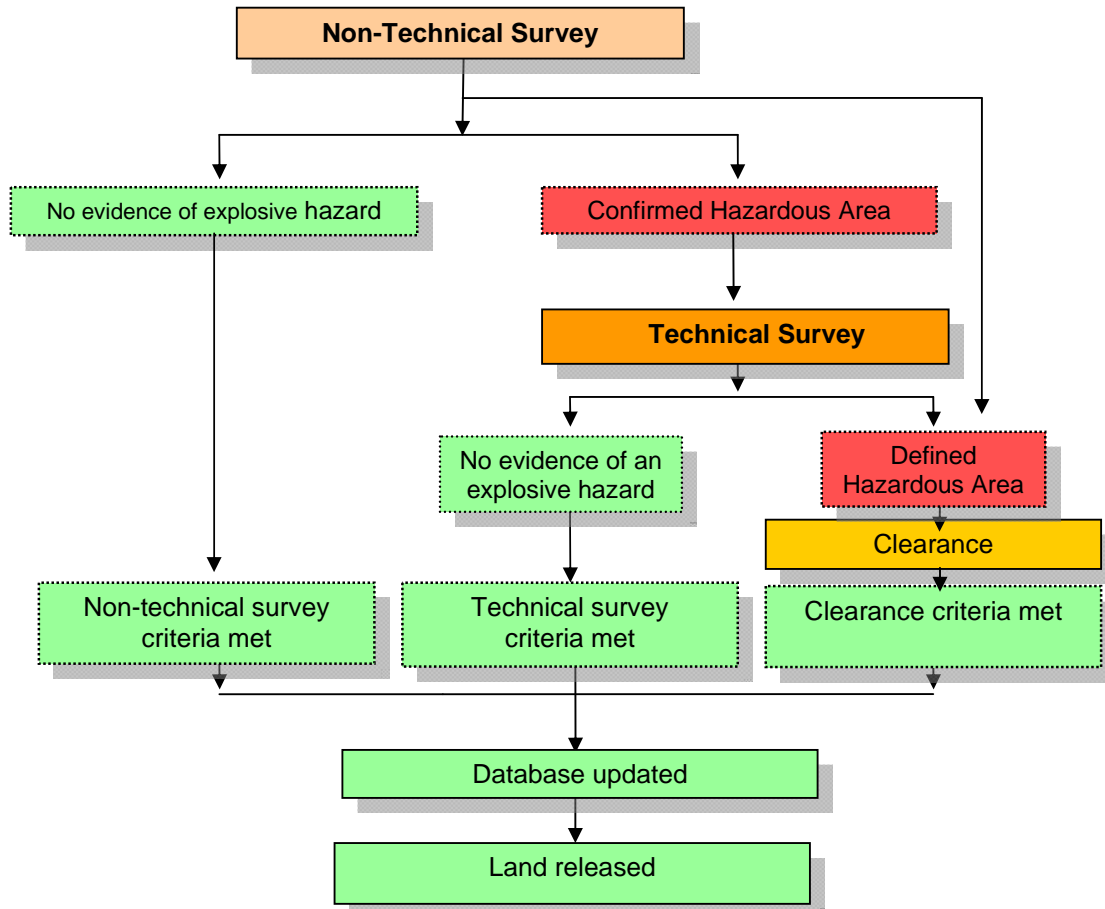 Non-Technical Survey
No evidence of explosive hazard
Confirmed Hazardous Area
Technical Survey
No evidence of an
explosive hazard
Defined
Hazardous Area
Clearance
Non-technical survey
criteria met
Technical survey
criteria met
Clearance criteria met
Database updated
Land released